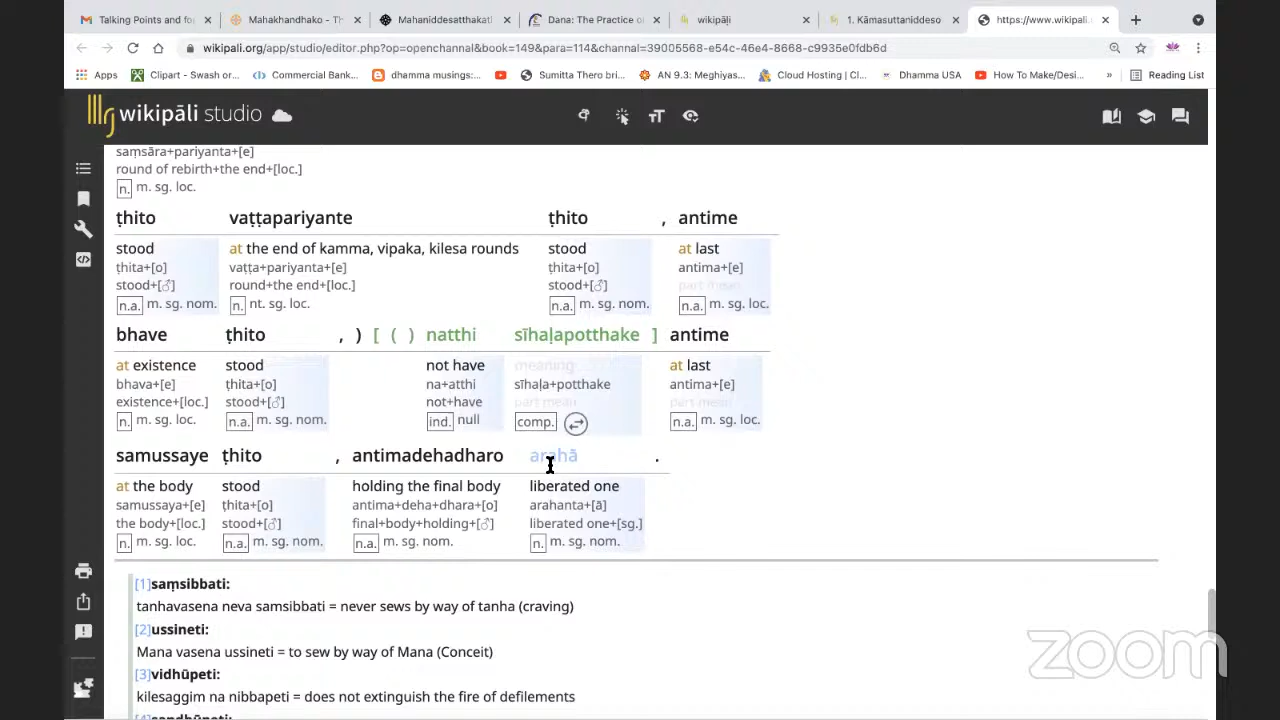 Talking Points and fo
Mahakhandhako - Th
Mahaniddesatthakatl
Dana: The Practice o
wikipāḷi
1. Kāmasuttaniddeso
https://www.wikipali.
wikipali.org/app/studio/editor.php?op=openchannel&book=149&para=114&channel=39005568-e54c-46e4-8668-c9935e0fdb6d
Apps
Clipart - Swash or...
Commercial Bank...
dhamma musings:...
Sumitta Thero bri...
AN 9.3: Meghiyas...
Cloud Hosting | Cl...
Dhamma USA
How To Make/Desi...
»
Reading List
wikipāli studio
saṃsāra+pariyanta+[e]
round of rebirth+the end+[loc.]
n. m. sg. loc.
ṭhito vaṭṭapariyante ṭhito , antime
stood at the end of kamma, vipaka, kilesa rounds stood at last
ṭhita+[o] vaṭṭa+pariyanta+[e] ṭhita+[o] antima+[e]
stood+[♂] round+the end+[loc.] stood+[♂] part mean
n.a. m. sg. nom. n. nt. sg. loc. n.a. m. sg. nom. n.a. m. sg. loc.
bhave ṭhito , ) [ ( ) natthi sīhaḷapotthake ] antime
at existence stood not have meaning at last
bhava+[e] ṭhita+[o] na+atthi sīhaḷa+potthake antima+[e]
existence+[loc.] stood+[♂] not+have part mean part mean
n. m. sg. loc. n.a. m. sg. nom. ind. null comp. n.a. m. sg. loc.
samussaye ṭhito , antimadehadharo arahā .
at the body stood holding the final body liberated one
samussaya+[e] ṭhita+[o] antima+deha+dhara+[o] arahanta+[ā]
the body+[loc.] stood+[♂] final+body+holding+[♂] liberated one+[sg.]
n. m. sg. loc. n.a. m. sg. nom. n.a. m. sg. nom. n. m. sg. nom.
[1]saṃsibbati:
tanhavasena neva samsibbati = never sews by way of tanha (craving)
[2]ussineti:
Mana vasena ussineti = to sew by way of Mana (Conceit)
[3]vidhūpeti:
kilesaggim na nibbapeti = does not extinguish the fire of defilements
zoom